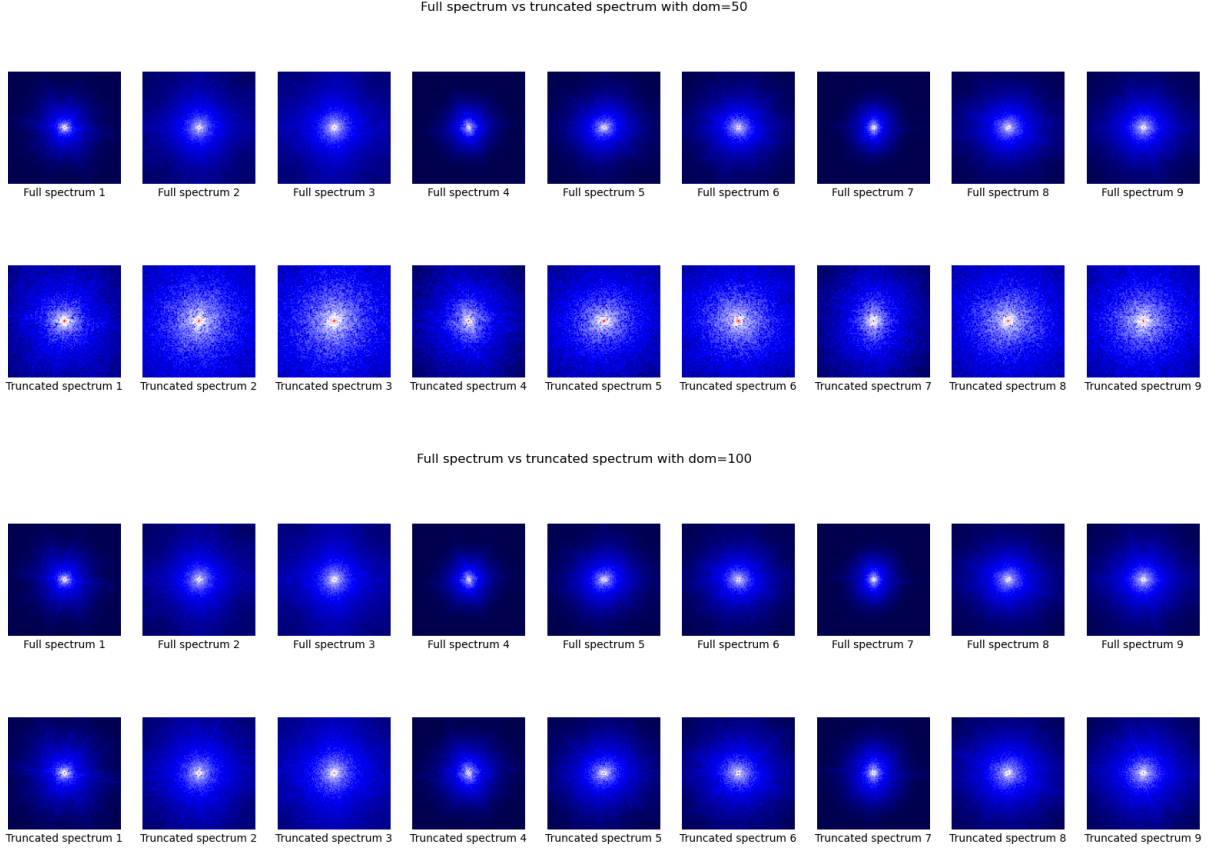 Full spectrum vs truncated spectrum with dom=50
Full spectrum 1 Full spectrum 2 Full spectrum 3 Full spectrum 4 Full spectrum 5 Full spectrum 6 Full spectrum 7 Full spectrum 8 Full spectrum 9
Truncated spectrum 1 Truncated spectrum 2 Truncated spectrum 3 Truncated spectrum 4 Truncated spectrum 5 Truncated spectrum 6 Truncated spectrum 7 Truncated spectrum 8 Truncated spectrum 9
Full spectrum vs truncated spectrum with dom=100
Full spectrum 1 Full spectrum 2 Full spectrum 3 Full spectrum 4 Full spectrum 5 Full spectrum 6 Full spectrum 7 Full spectrum 8 Full spectrum 9
Truncated spectrum 1 Truncated spectrum 2 Truncated spectrum 3 Truncated spectrum 4 Truncated spectrum 5 Truncated spectrum 6 Truncated spectrum 7 Truncated spectrum 8 Truncated spectrum 9